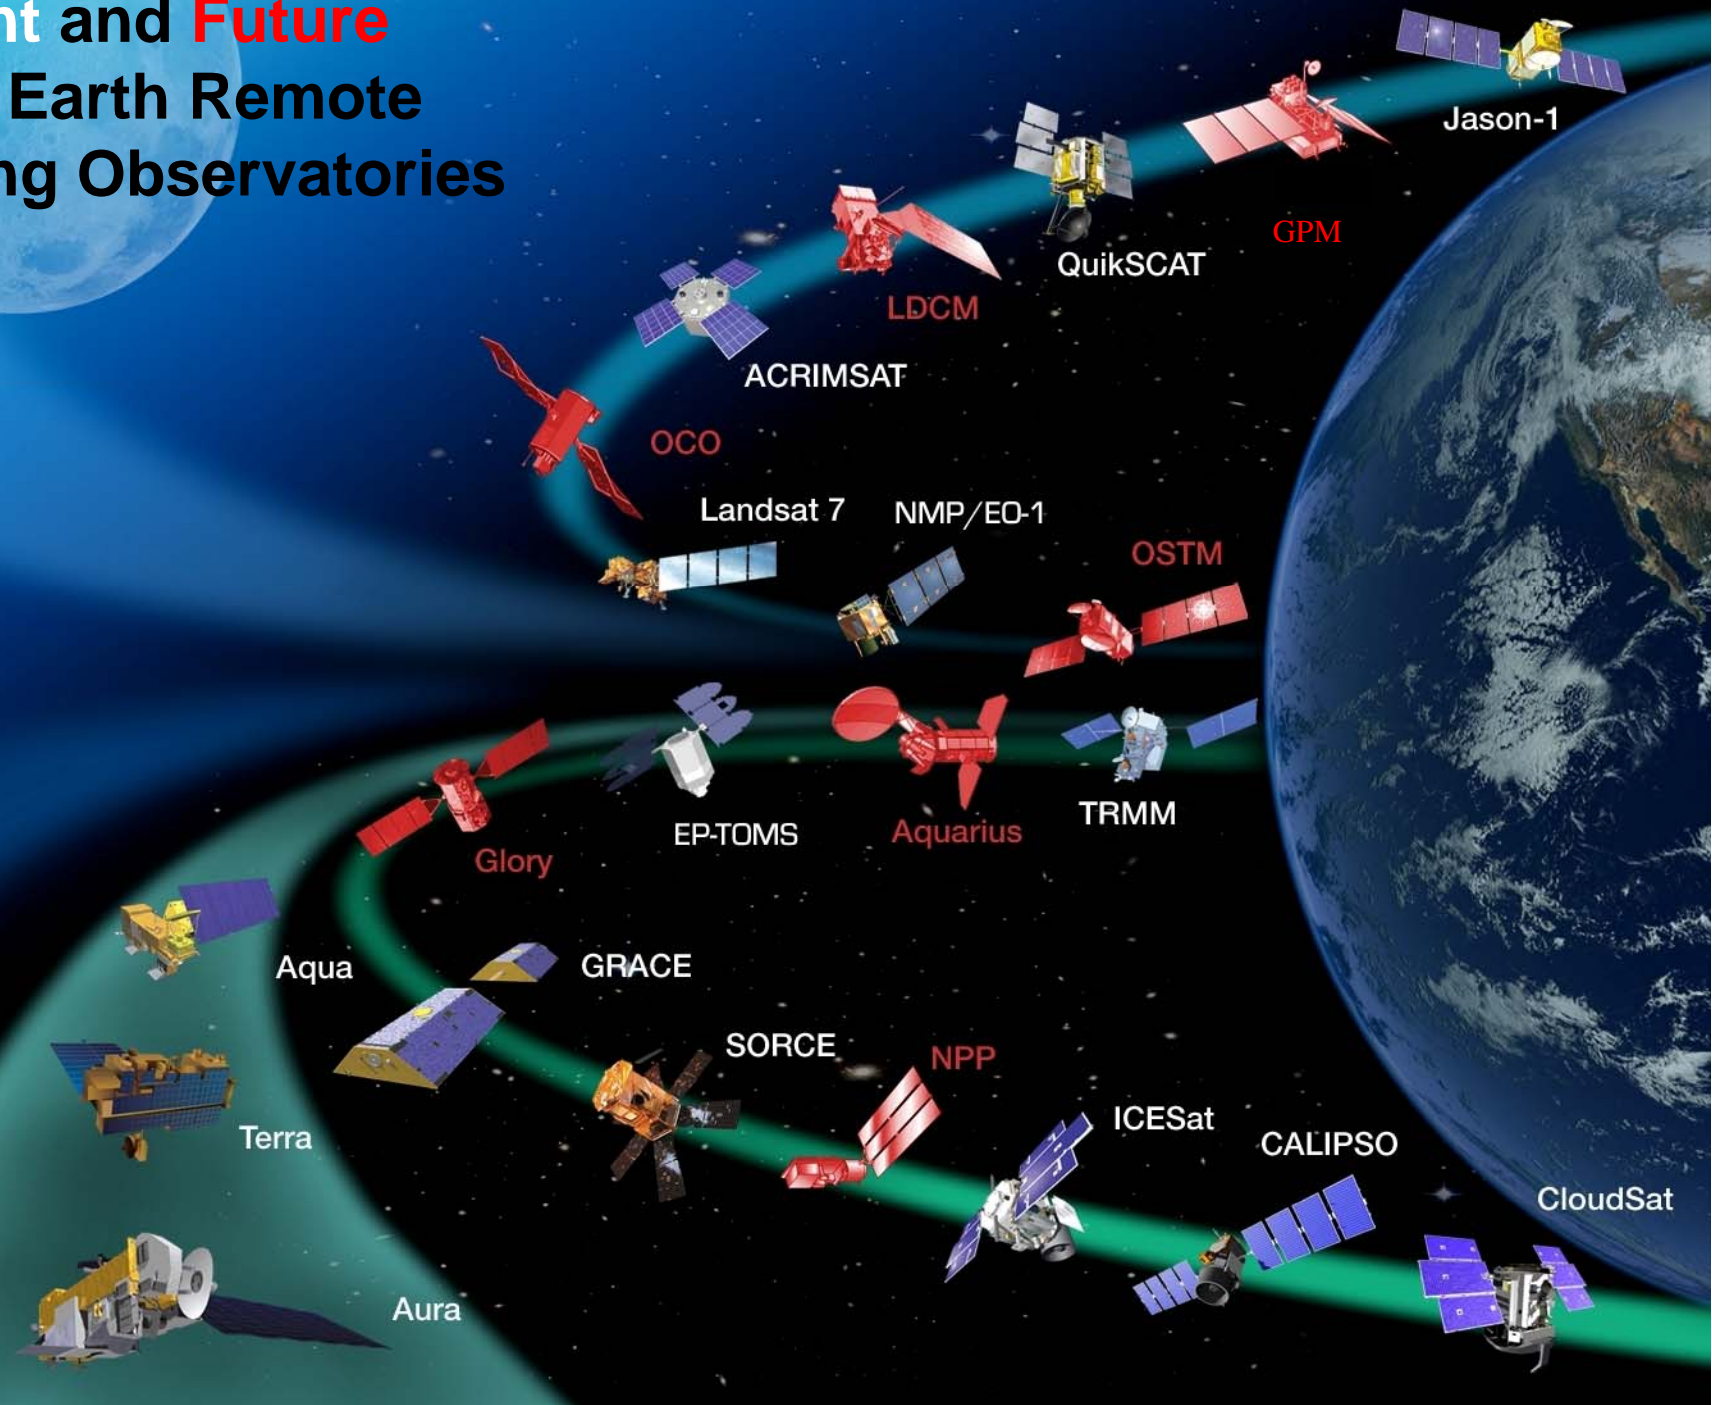 nt and Future
Earth Remote
ng Observatories
Jason-1
GPM
QuikSCAT
LDCM
ACRIMSAT
OCO
Landsat 7
NMP/EO-1
OSTM
TRMM
Aquarius
EP-TOMS
Glory
Aqua
GRACE
SORCE
NPP
Terra
ICESat
CALIPSO
CloudSat
Aura